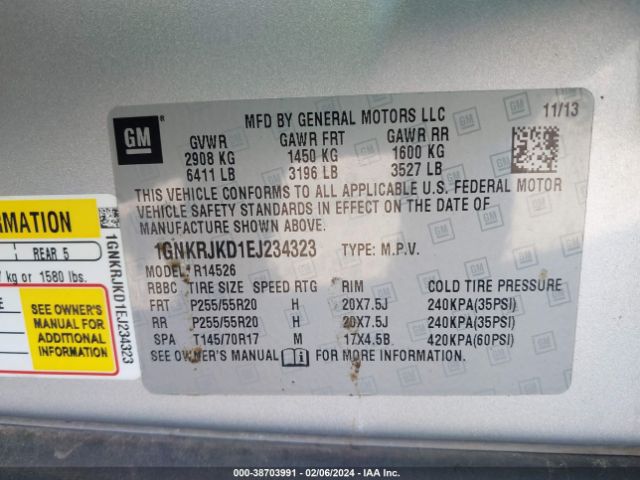 GM ®
MFD BY GENERAL MOTORS LLC 11/13
GVWR GAWR FRT GAWR RR
2908 KG 1450 KG 1600 KG
6411 LB 3196 LB 3527 LB
THIS VEHICLE CONFORMS TO ALL APPLICABLE U.S. FEDERAL MOTOR
VEHICLE SAFETY STANDARDS IN EFFECT ON THE DATE OF
MANUFACTURE SHOWN ABOVE.
1GNKRJKD1EJ234323 TYPE: M.P.V.
MODEL: R14526
RBBC TIRE SIZE SPEED RTG RIM COLD TIRE PRESSURE
FRT P255/55R20 H 20X7.5J 240KPA(35PSI)
RR P255/55R20 H 20X7.5J 240KPA(35PSI)
SPA T145/70R17 M 17X4.5B 420KPA(60PSI)
SEE OWNER'S MANUAL i FOR MORE INFORMATION.
REAR 5
kg or 1580 lbs.
SEE OWNER'S
MANUAL FOR
ADDITIONAL
INFORMATION
1GNKRJKD1EJ234323
000-38703991 - 02/06/2024 - IAA Inc.